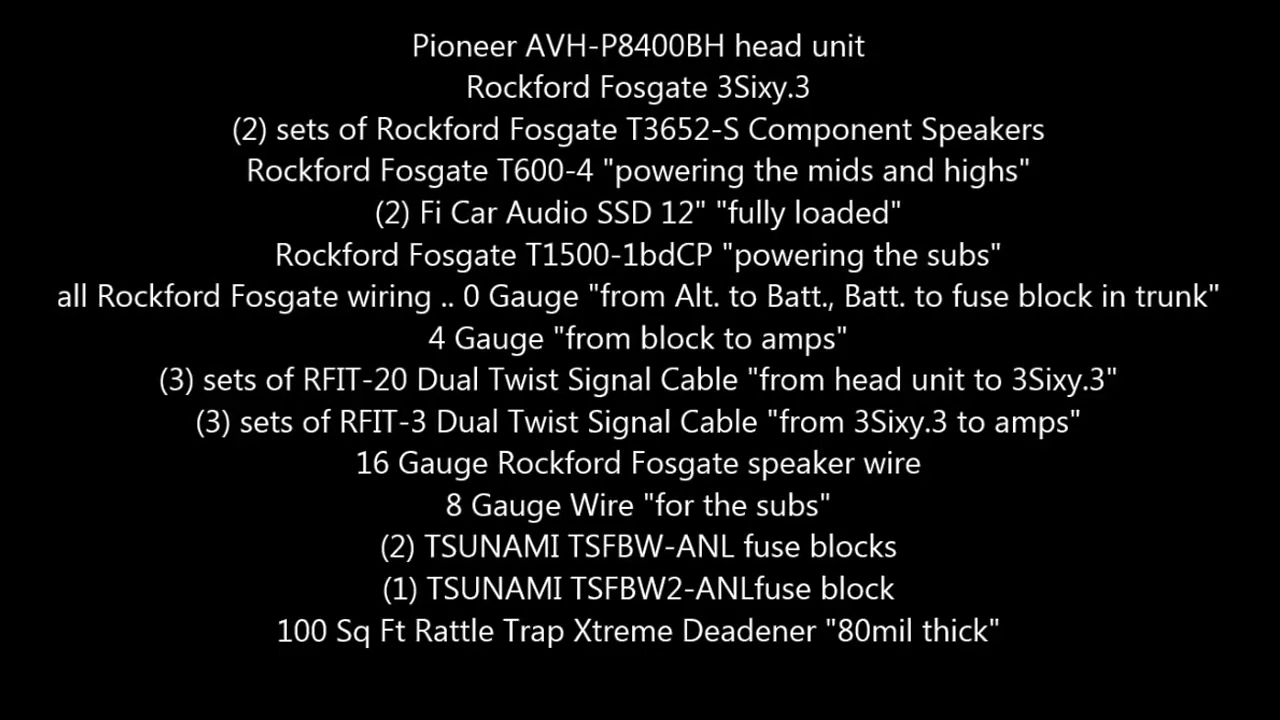 Pioneer AVH-P8400BH head unit
Rockford Fosgate 3Sixy.3
(2) sets of Rockford Fosgate T3652-S Component Speakers
Rockford Fosgate T600-4 "powering the mids and highs"
(2) Fi Car Audio SSD 12" "fully loaded"
Rockford Fosgate T1500-1bdCP "powering the subs"
all Rockford Fosgate wiring .. 0 Gauge "from Alt. to Batt., Batt. to fuse block in trunk"
4 Gauge "from block to amps"
(3) sets of RFIT-20 Dual Twist Signal Cable "from head unit to 3Sixy.3"
(3) sets of RFIT-3 Dual Twist Signal Cable "from 3Sixy.3 to amps"
16 Gauge Rockford Fosgate speaker wire
8 Gauge Wire "for the subs"
(2) TSUNAMI TSFBW-ANL fuse blocks
(1) TSUNAMI TSFBW2-ANLfuse block
100 Sq Ft Rattle Trap Xtreme Deadener "80mil thick"